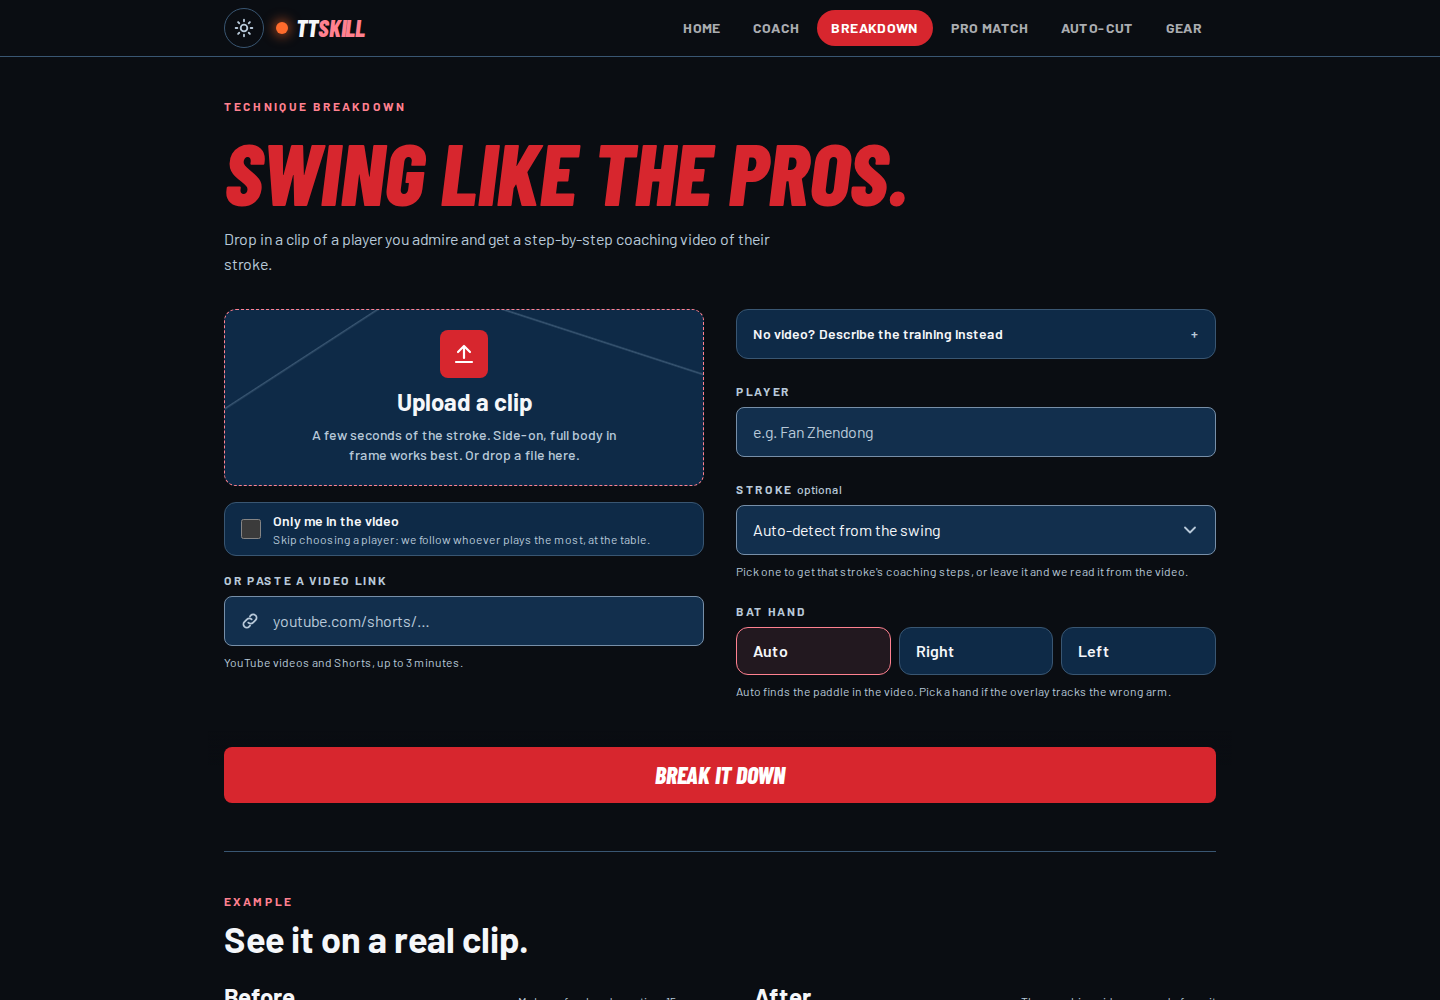 TTSKILL
HOME
COACH
BREAKDOWN
PRO MATCH
AUTO-CUT
GEAR
TECHNIQUE BREAKDOWN
SWING LIKE THE PROS.
Drop in a clip of a player you admire and get a step-by-step coaching video of their
stroke.
Upload a clip
A few seconds of the stroke. Side-on, full body in
frame works best. Or drop a file here.
Only me in the video
Skip choosing a player: we follow whoever plays the most, at the table.
OR PASTE A VIDEO LINK
youtube.com/shorts/...
YouTube videos and Shorts, up to 3 minutes.
No video? Describe the training instead +
PLAYER
e.g. Fan Zhendong
STROKE optional
Auto-detect from the swing
Pick one to get that stroke's coaching steps, or leave it and we read it from the video.
BAT HAND
Auto
Right
Left
Auto finds the paddle in the video. Pick a hand if the overlay tracks the wrong arm.
BREAK IT DOWN
EXAMPLE
See it on a real clip.
Before
After